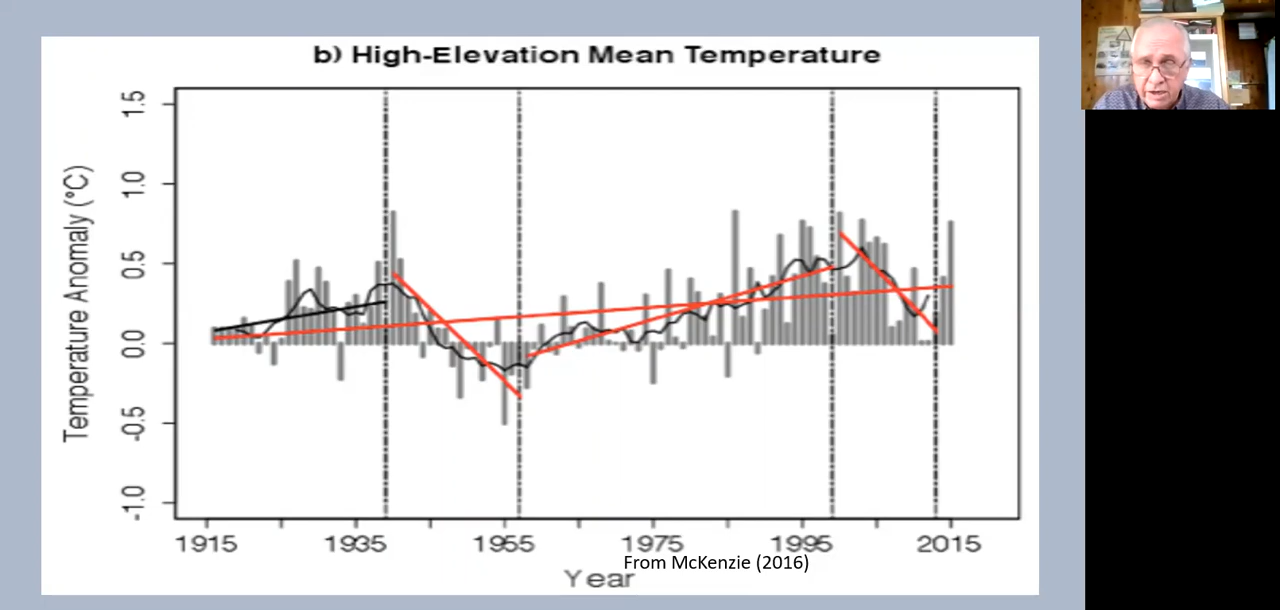 b) High-Elevation Mean Temperature
Temperature Anomaly (°C)
1.5
1.0
0.5
0.0
-0.5
-1.0
1915 1935 1955 1975 1995 2015
From McKenzie (2016)
Year